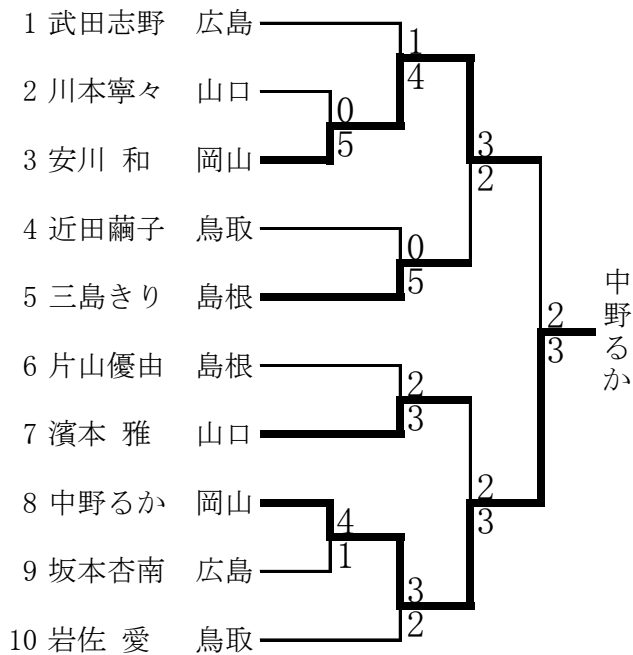 1 武田志野 広島
2 川本寧々 山口
3 安川 和 岡山
4 近田繭子 鳥取
5 三島きり 島根
6 片山優由 島根
7 濱本 雅 山口
8 中野るか 岡山
9 坂本杏南 広島
10 岩佐 愛 鳥取
0
5
4
1
1
4
0
5
2
3
3
2
3
2
2
3
2
3
中野るか